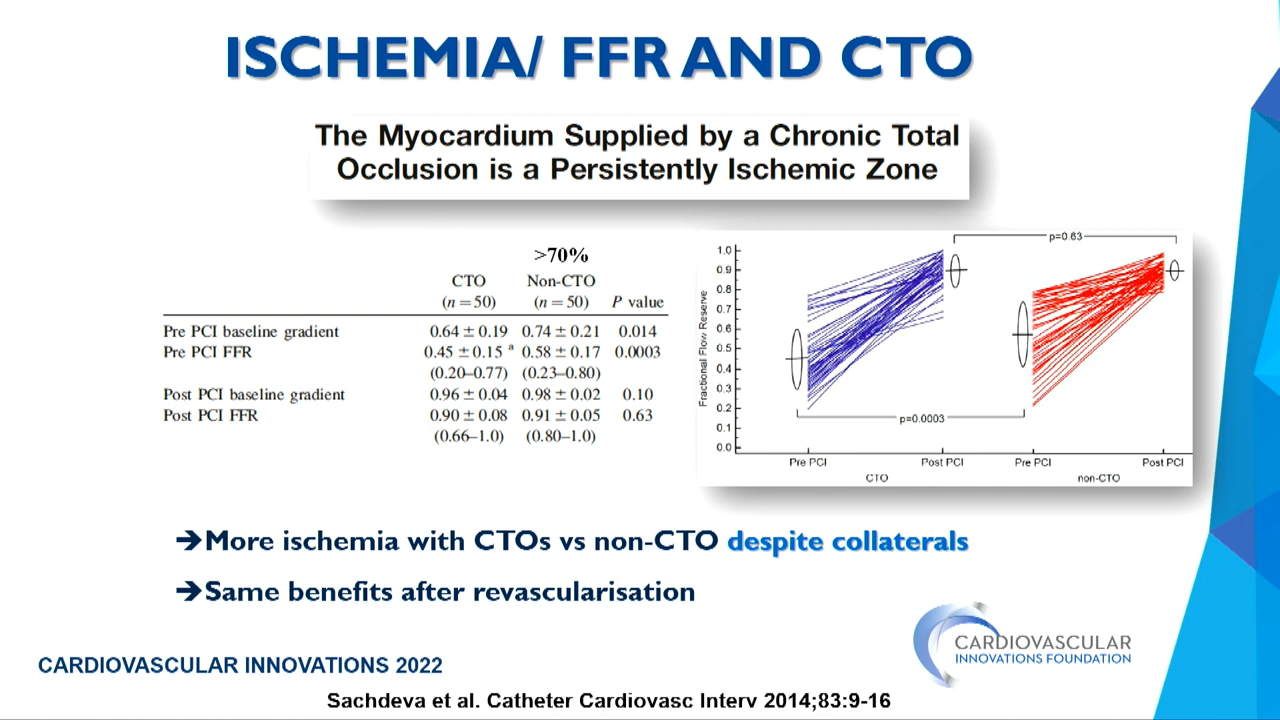 ISCHEMIA/ FFR AND CTO
The Myocardium Supplied by a Chronic Total
Occlusion is a Persistently Ischemic Zone
>70%
CTO Non-CTO
(n = 50) (n = 50) P value
Pre PCI baseline gradient 0.64 ± 0.19 0.74 ± 0.21 0.014
Pre PCI FFR 0.45 ± 0.15 a 0.58 ± 0.17 0.0003
(0.20–0.77) (0.23–0.80)
Post PCI baseline gradient 0.96 ± 0.04 0.98 ± 0.02 0.10
Post PCI FFR 0.90 ± 0.08 0.91 ± 0.05 0.63
(0.66–1.0) (0.80–1.0)
p=0.63
1.0
0.9
0.8
0.7
0.6
0.5
0.4
0.3
0.2
0.1
0.0
Fractional Flow Reserve
p=0.0003
Pre PCI Post PCI Pre PCI Post PCI
CTO non-CTO
➔More ischemia with CTOs vs non-CTO despite collaterals
➔Same benefits after revascularisation
CARDIOVASCULAR
INNOVATIONS FOUNDATION
CARDIOVASCULAR INNOVATIONS 2022
Sachdeva et al. Catheter Cardiovasc Interv 2014;83:9-16